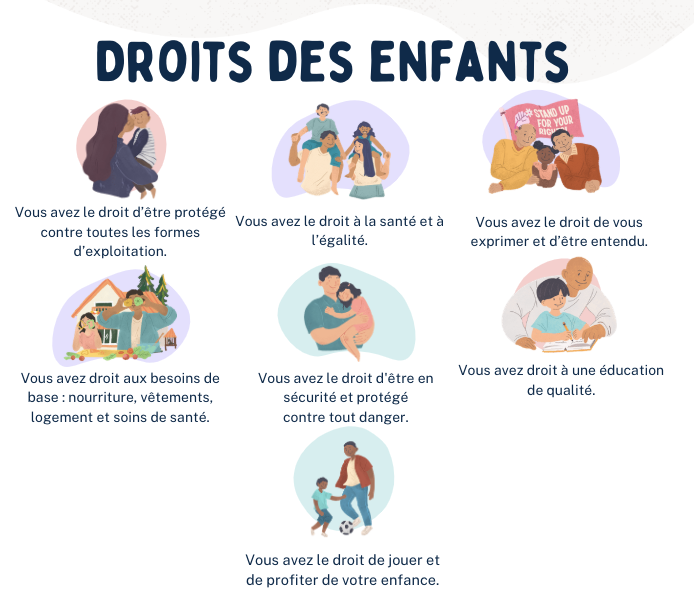 DROITS DES ENFANTS
Vous avez le droit d'être protégé
contre toutes les formes
d'exploitation.
Vous avez le droit à la santé et à
l'égalité.
STAND UP
FOR YOUR
Vous avez le droit de vous
exprimer et d'être entendu.
Vous avez droit aux besoins de
base : nourriture, vêtements,
logement et soins de santé.
Vous avez le droit d'être en
sécurité et protégé
contre tout danger.
Vous avez droit à une éducation
de qualité.
Vous avez le droit de jouer et
de profiter de votre enfance.